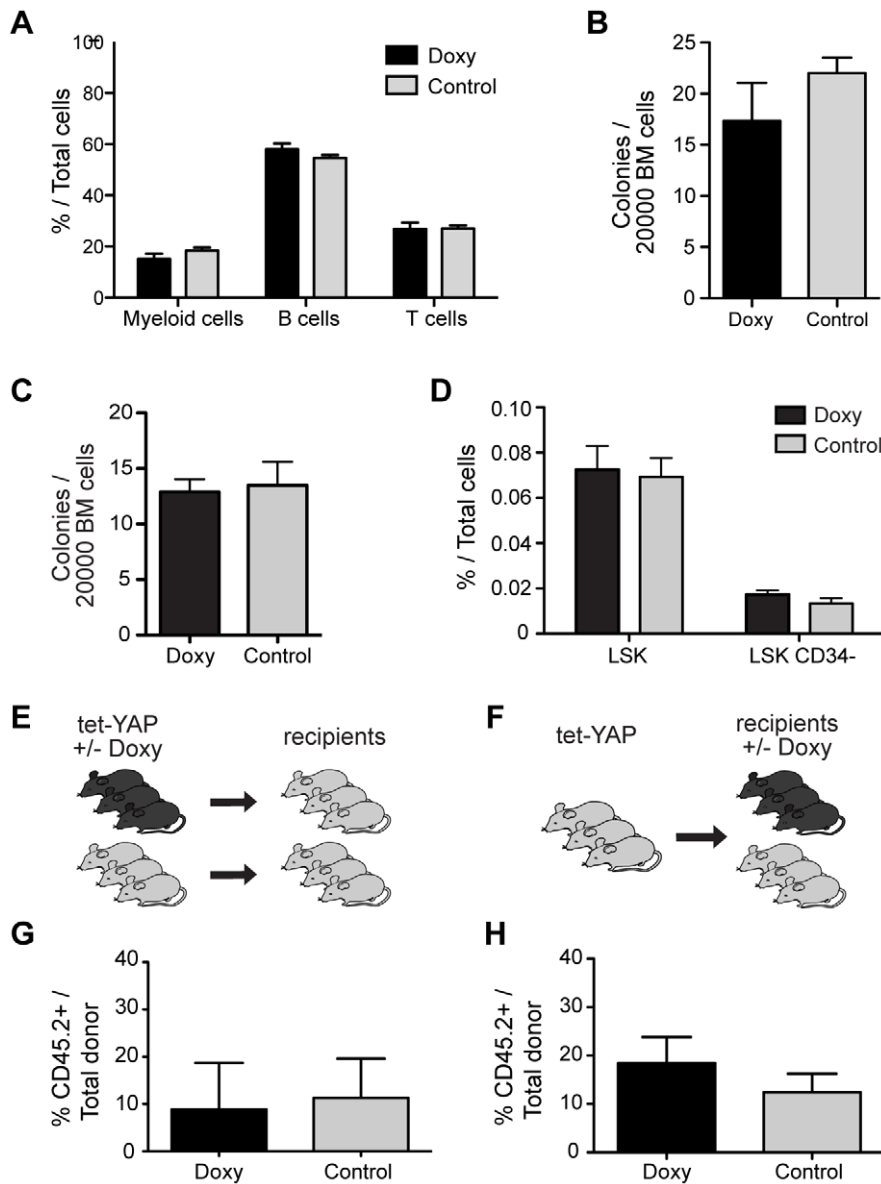 A
% / Total cells
100
80
60
40
20
0
Doxy
Control
Myeloid cells
B cells
T cells
B
Colonies /
20000 BM cells
25
20
15
10
5
0
Doxy
Control
C
Colonies /
20000 BM cells
20
15
10
5
0
Doxy
Control
D
% / Total cells
0.10
0.08
0.06
0.04
0.02
0
Doxy
Control
LSK
LSK CD34-
E
tet-YAP
+/- Doxy
recipients
F
tet-YAP
recipients
+/- Doxy
G
% CD45.2+ /
Total donor
40
30
20
10
0
Doxy
Control
H
% CD45.2+ /
Total donor
40
30
20
10
0
Doxy
Control